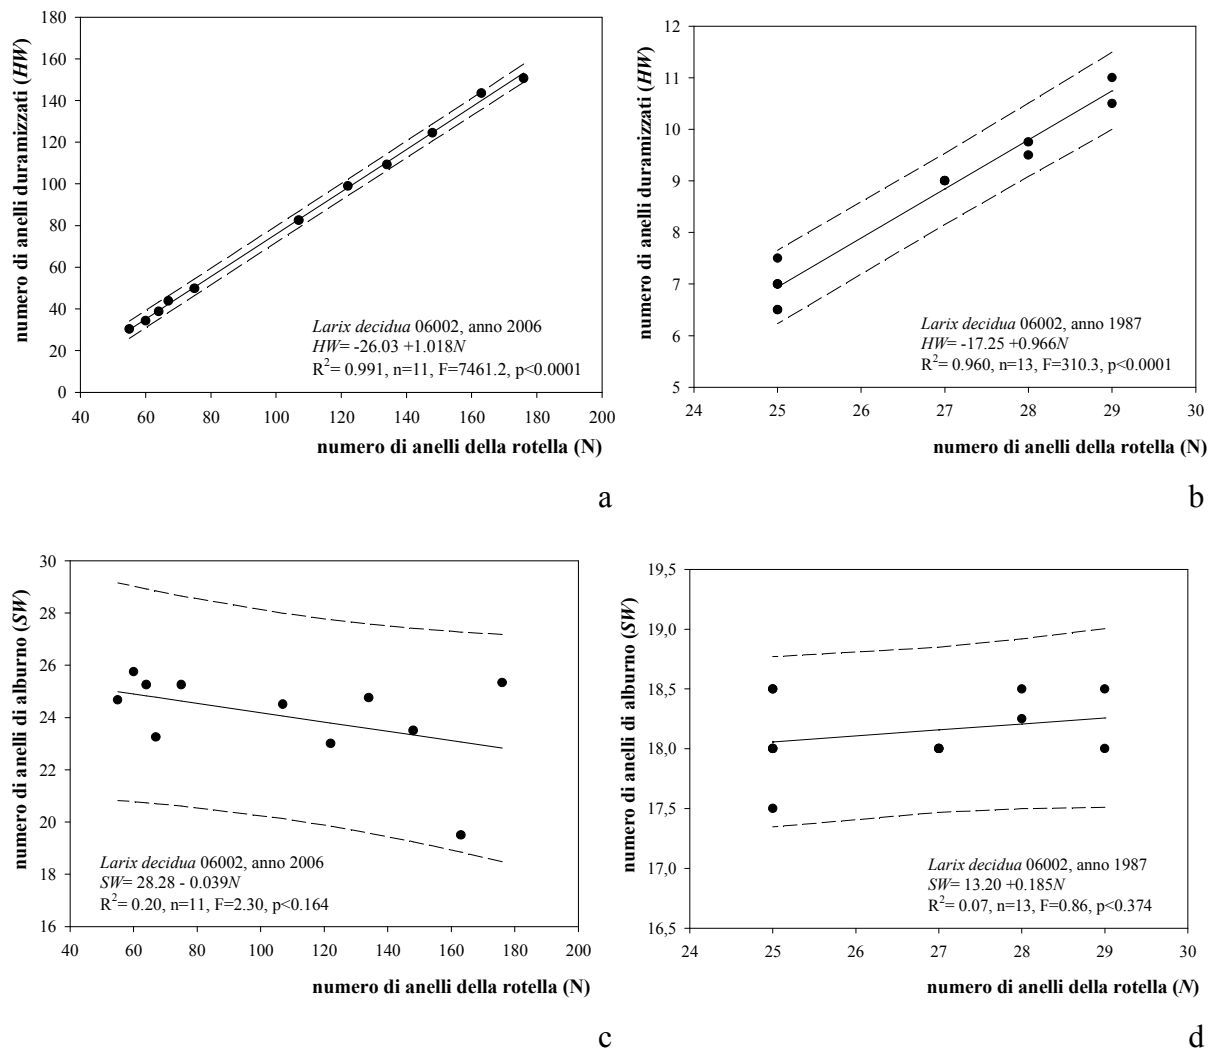 180
160
140
120
100
80
60
40
20
0
numero di anelli duramizzati (HW)
40 60 80 100 120 140 160 180 200
numero di anelli della rotella (N)
Larix decidua 06002, anno 2006
HW= -26.03 +1.018N
R²= 0.991, n=11, F=7461.2, p<0.0001
a
12
11
10
9
8
7
6
5
numero di anelli duramizzati (HW)
24 25 26 27 28 29 30
numero di anelli della rotella (N)
Larix decidua 06002, anno 1987
HW= -17.25 +0.966N
R²= 0.960, n=13, F=310.3, p<0.0001
b
30
28
26
24
22
20
18
16
numero di anelli di alburno (SW)
40 60 80 100 120 140 160 180 200
numero di anelli della rotella (N)
Larix decidua 06002, anno 2006
SW= 28.28 - 0.039N
R²= 0.20, n=11, F=2.30, p<0.164
c
19,5
19,0
18,5
18,0
17,5
17,0
16,5
numero di anelli di alburno (SW)
24 25 26 27 28 29 30
numero di anelli della rotella (N)
Larix decidua 06002, anno 1987
SW= 13.20 +0.185N
R²= 0.07, n=13, F=0.86, p<0.374
d